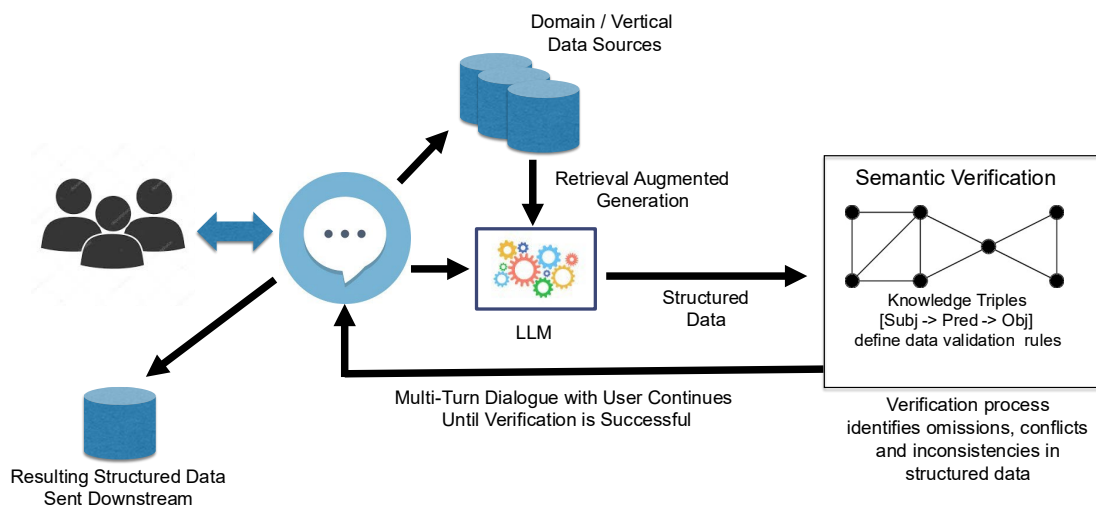 Domain / Vertical
Data Sources
Retrieval Augmented
Generation
Semantic Verification
Knowledge Triples
[Subj -> Pred -> Obj]
define data validation rules
LLM
Structured
Data
Multi-Turn Dialogue with User Continues
Until Verification is Successful
Verification process
identifies omissions, conflicts
and inconsistencies in
structured data
Resulting Structured Data
Sent Downstream